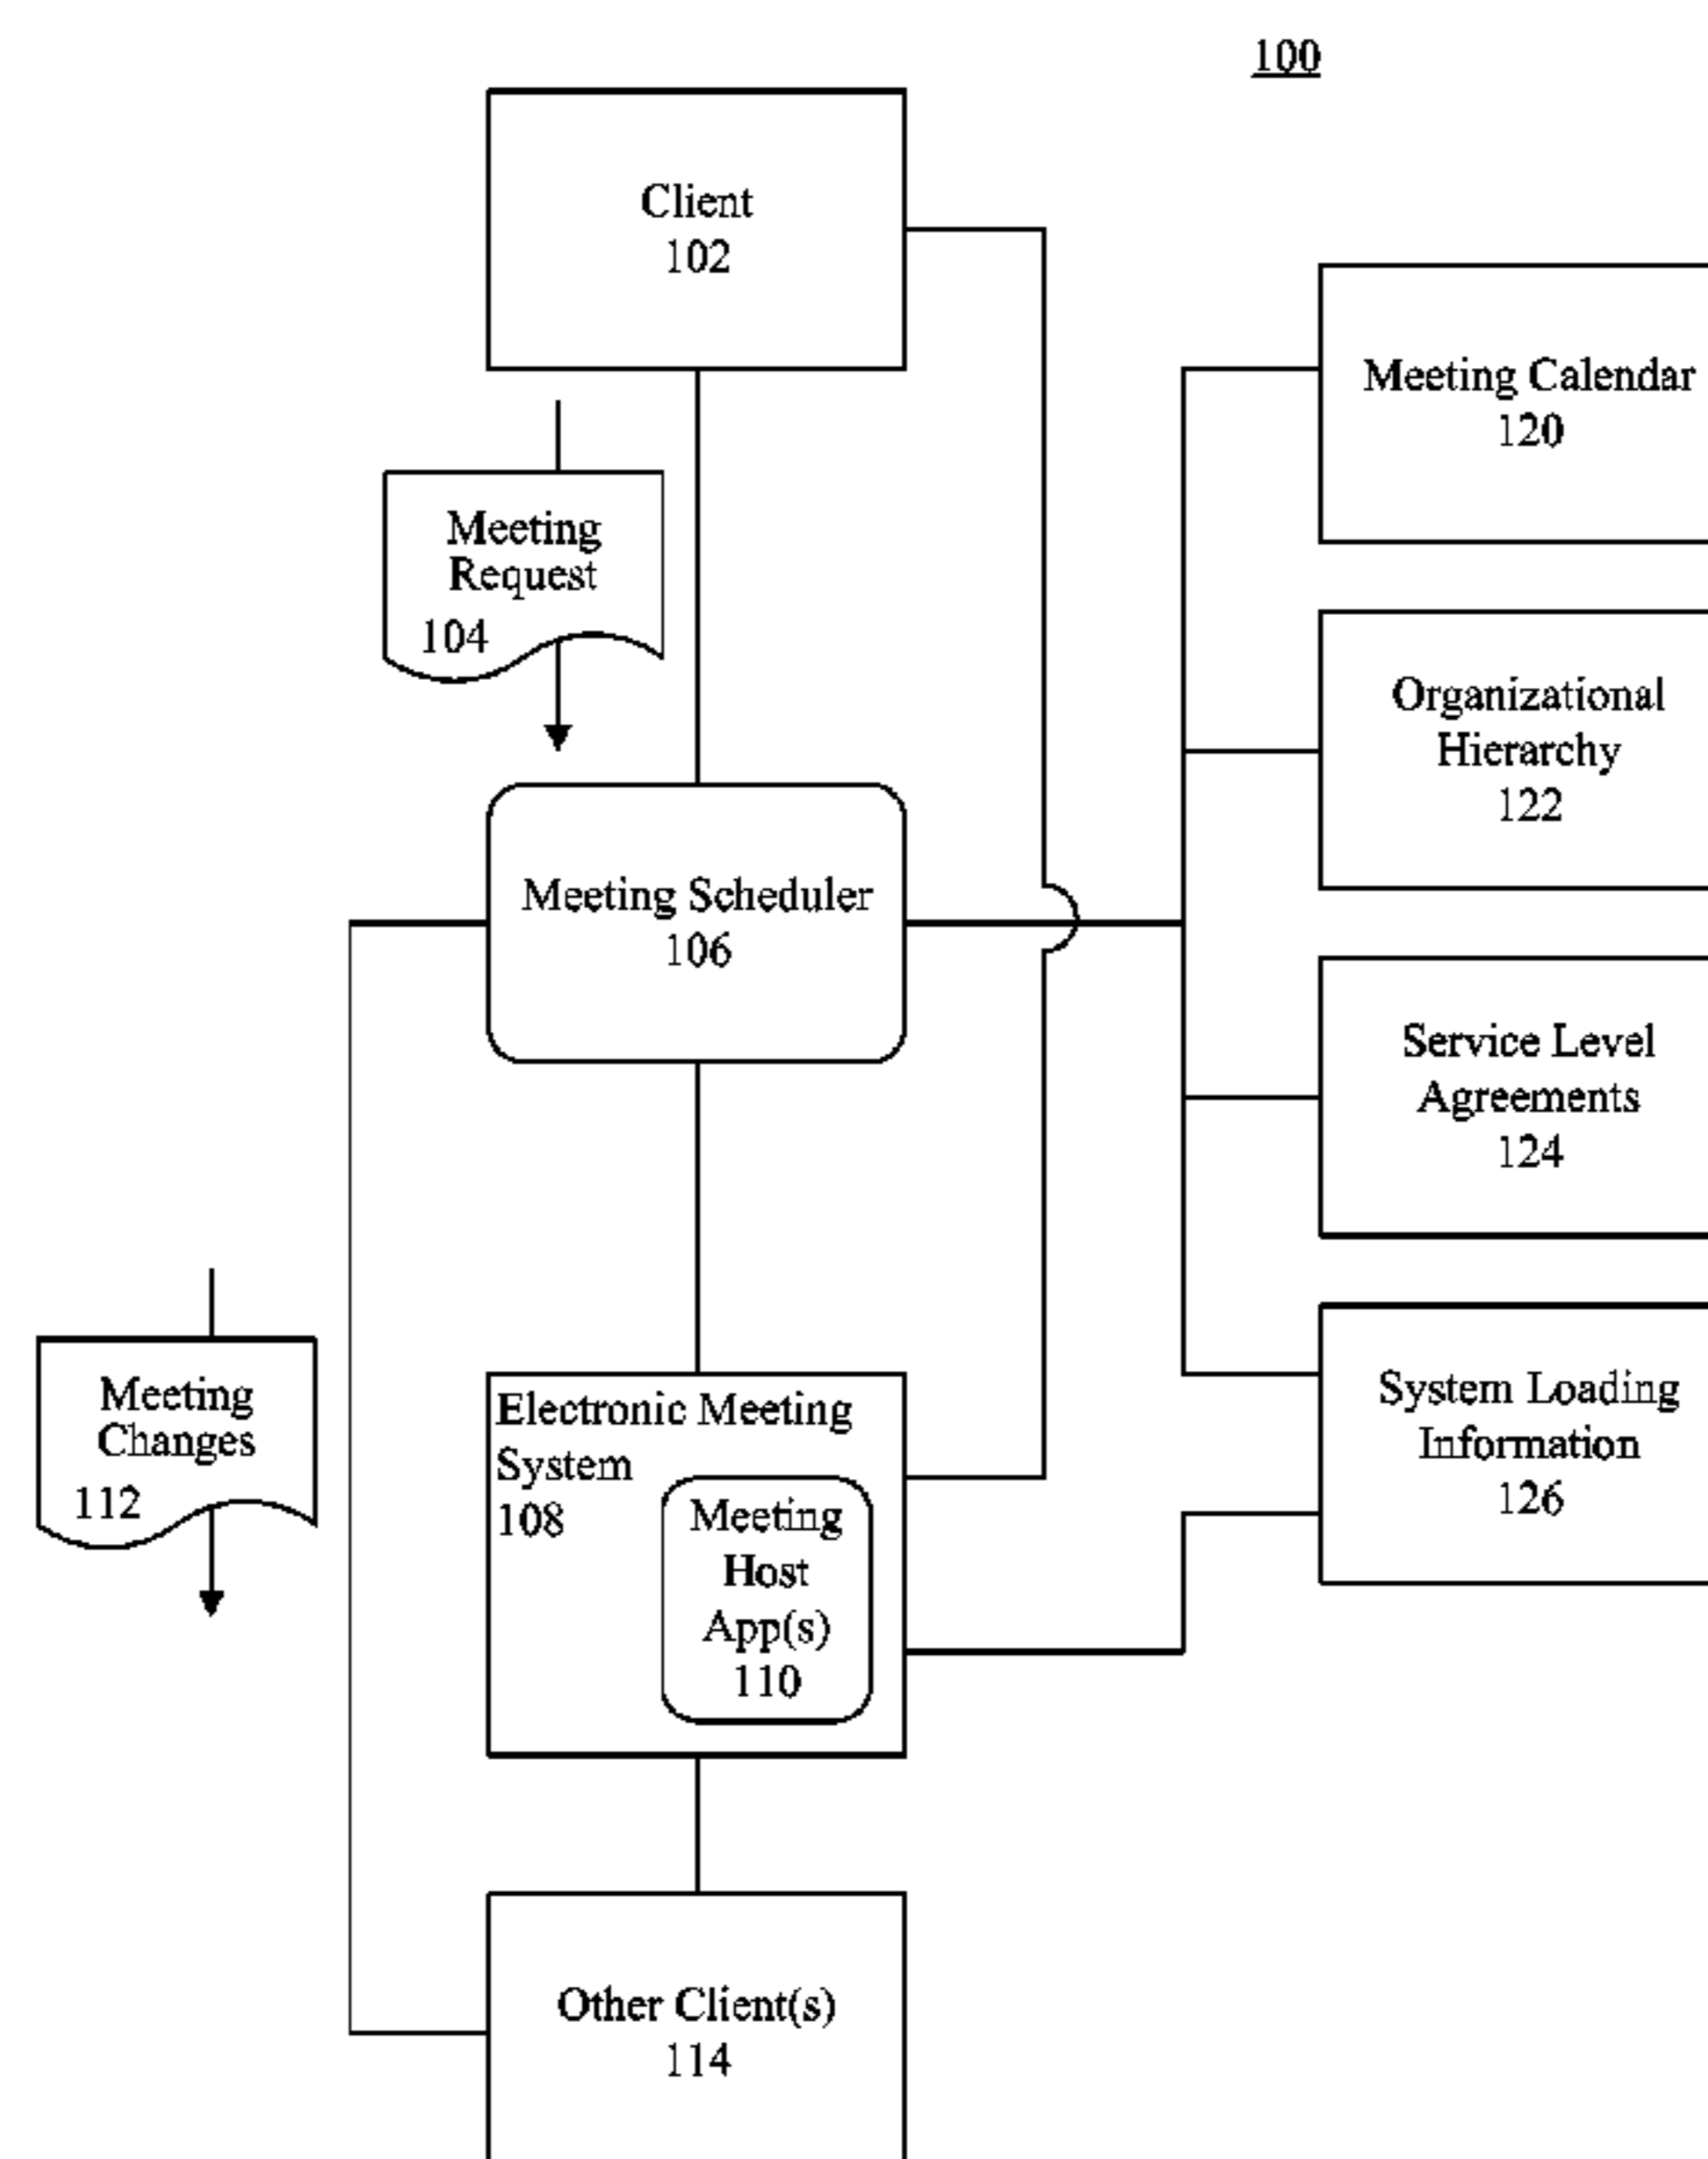 100
Client
102
Meeting Calendar
120
Meeting
Request
104
Organizational
Hierarchy
122
Meeting Scheduler
106
Service Level
Agreements
124
Meeting
Changes
112
Electronic Meeting
System
108
Meeting
Host
App(s)
110
System Loading
Information
126
Other Client(s)
114